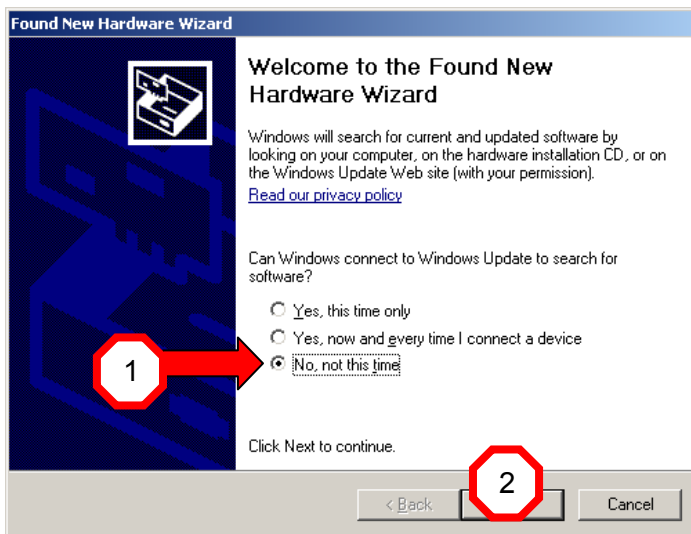 Found New Hardware Wizard
Welcome to the Found New
Hardware Wizard
Windows will search for current and updated software by
looking on your computer, on the hardware installation CD, or on
the Windows Update Web site (with your permission).
Read our privacy policy
Can Windows connect to Windows Update to search for
software?
Yes, this time only
Yes, now and every time I connect a device
1
No, not this time
Click Next to continue.
2
< Back
Cancel